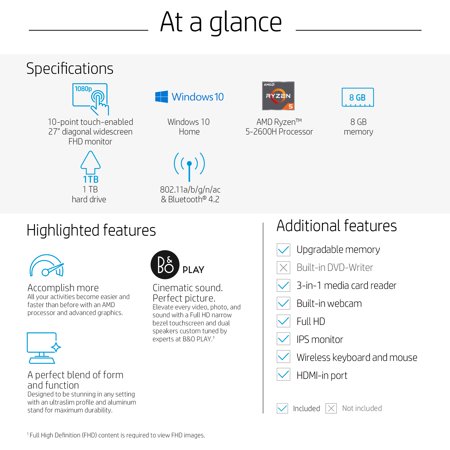 At a glance
Specifications
1080p
10-point touch-enabled
27" diagonal widescreen
FHD monitor
Windows 10
Windows 10
Home
AMD
RYZEN
5
AMD Ryzen™
5-2600H Processor
8 GB
8 GB
memory
1TB
1 TB
hard drive
802.11a/b/g/n/ac
& Bluetooth® 4.2
Highlighted features
Accomplish more
All your activities become easier and
faster than before with an AMD
processor and advanced graphics.
B&O PLAY
Cinematic sound.
Perfect picture.
Elevate every video, photo, and
sound with a Full HD narrow
bezel touchscreen and dual
speakers custom tuned by
experts at B&O PLAY.¹
A perfect blend of form
and function
Designed to be stunning in any setting
with an ultraslim profile and aluminum
stand for maximum durability.
Additional features
Upgradable memory
Built-in DVD-Writer
3-in-1 media card reader
Built-in webcam
Full HD
IPS monitor
Wireless keyboard and mouse
HDMI-in port
Included
Not included
¹ Full High Definition (FHD) content is required to view FHD images.